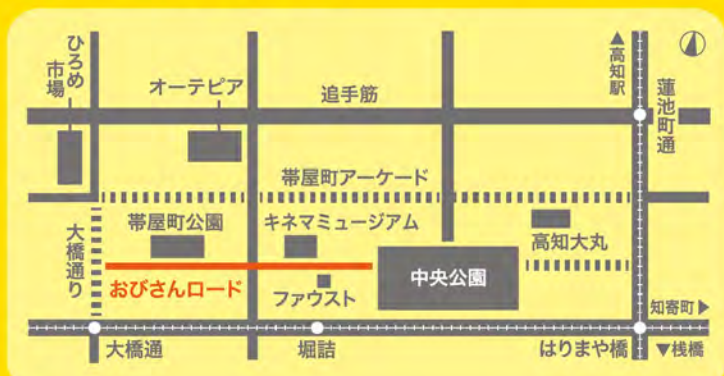 ひろめ
市場
オーテピア
追手筋
▲高知駅
蓮池町通
帯屋町アーケード
大橋通り
帯屋町公園
キネマミュージアム
高知大丸
おびさんロード
ファウスト
中央公園
知寄町▶
大橋通
堀詰
はりまや橋
▼桟橋